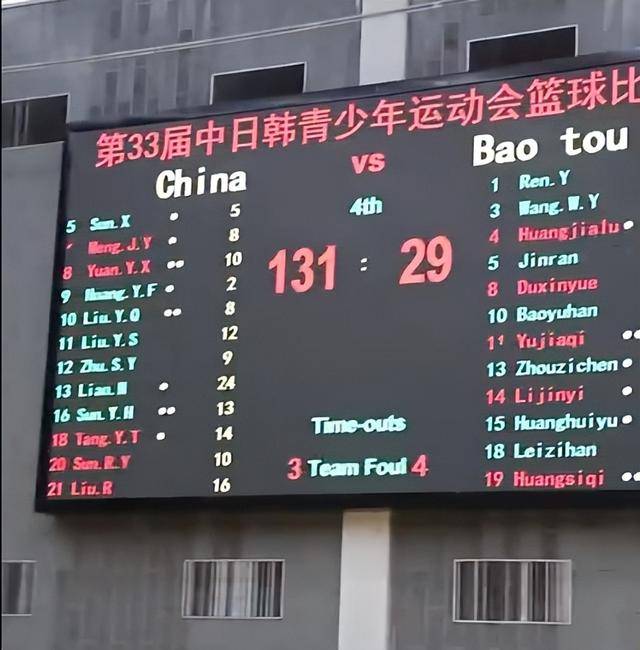 第33届中日韩青少年运动会篮球比
China vs Bao tou
4th
131 : 29
5 Sun.X 5
Meng.J.Y 8
8 Yuan.Y.X 10
9 Huang.Y.F 2
10 Liu.Y.Q 8
11 Liu.Y.S 12
12 Zhu.S.Y 9
13 Lian.M 24
16 Sun.Y.H 13
18 Tang.Y.T 14
20 Sun.R.Y 10
21 Liu.R 16
Time-outs
3 Team Foul 4
1 Ren.Y
3 Wang.W.Y
4 Huangjialu
5 Jinran
8 Duxinyue
10 Baoyuhan
11 Yujiaqi
13 Zhouzichen
14 Lijinyi
15 Huanghuiyu
18 Leizihan
19 Huangsiqi